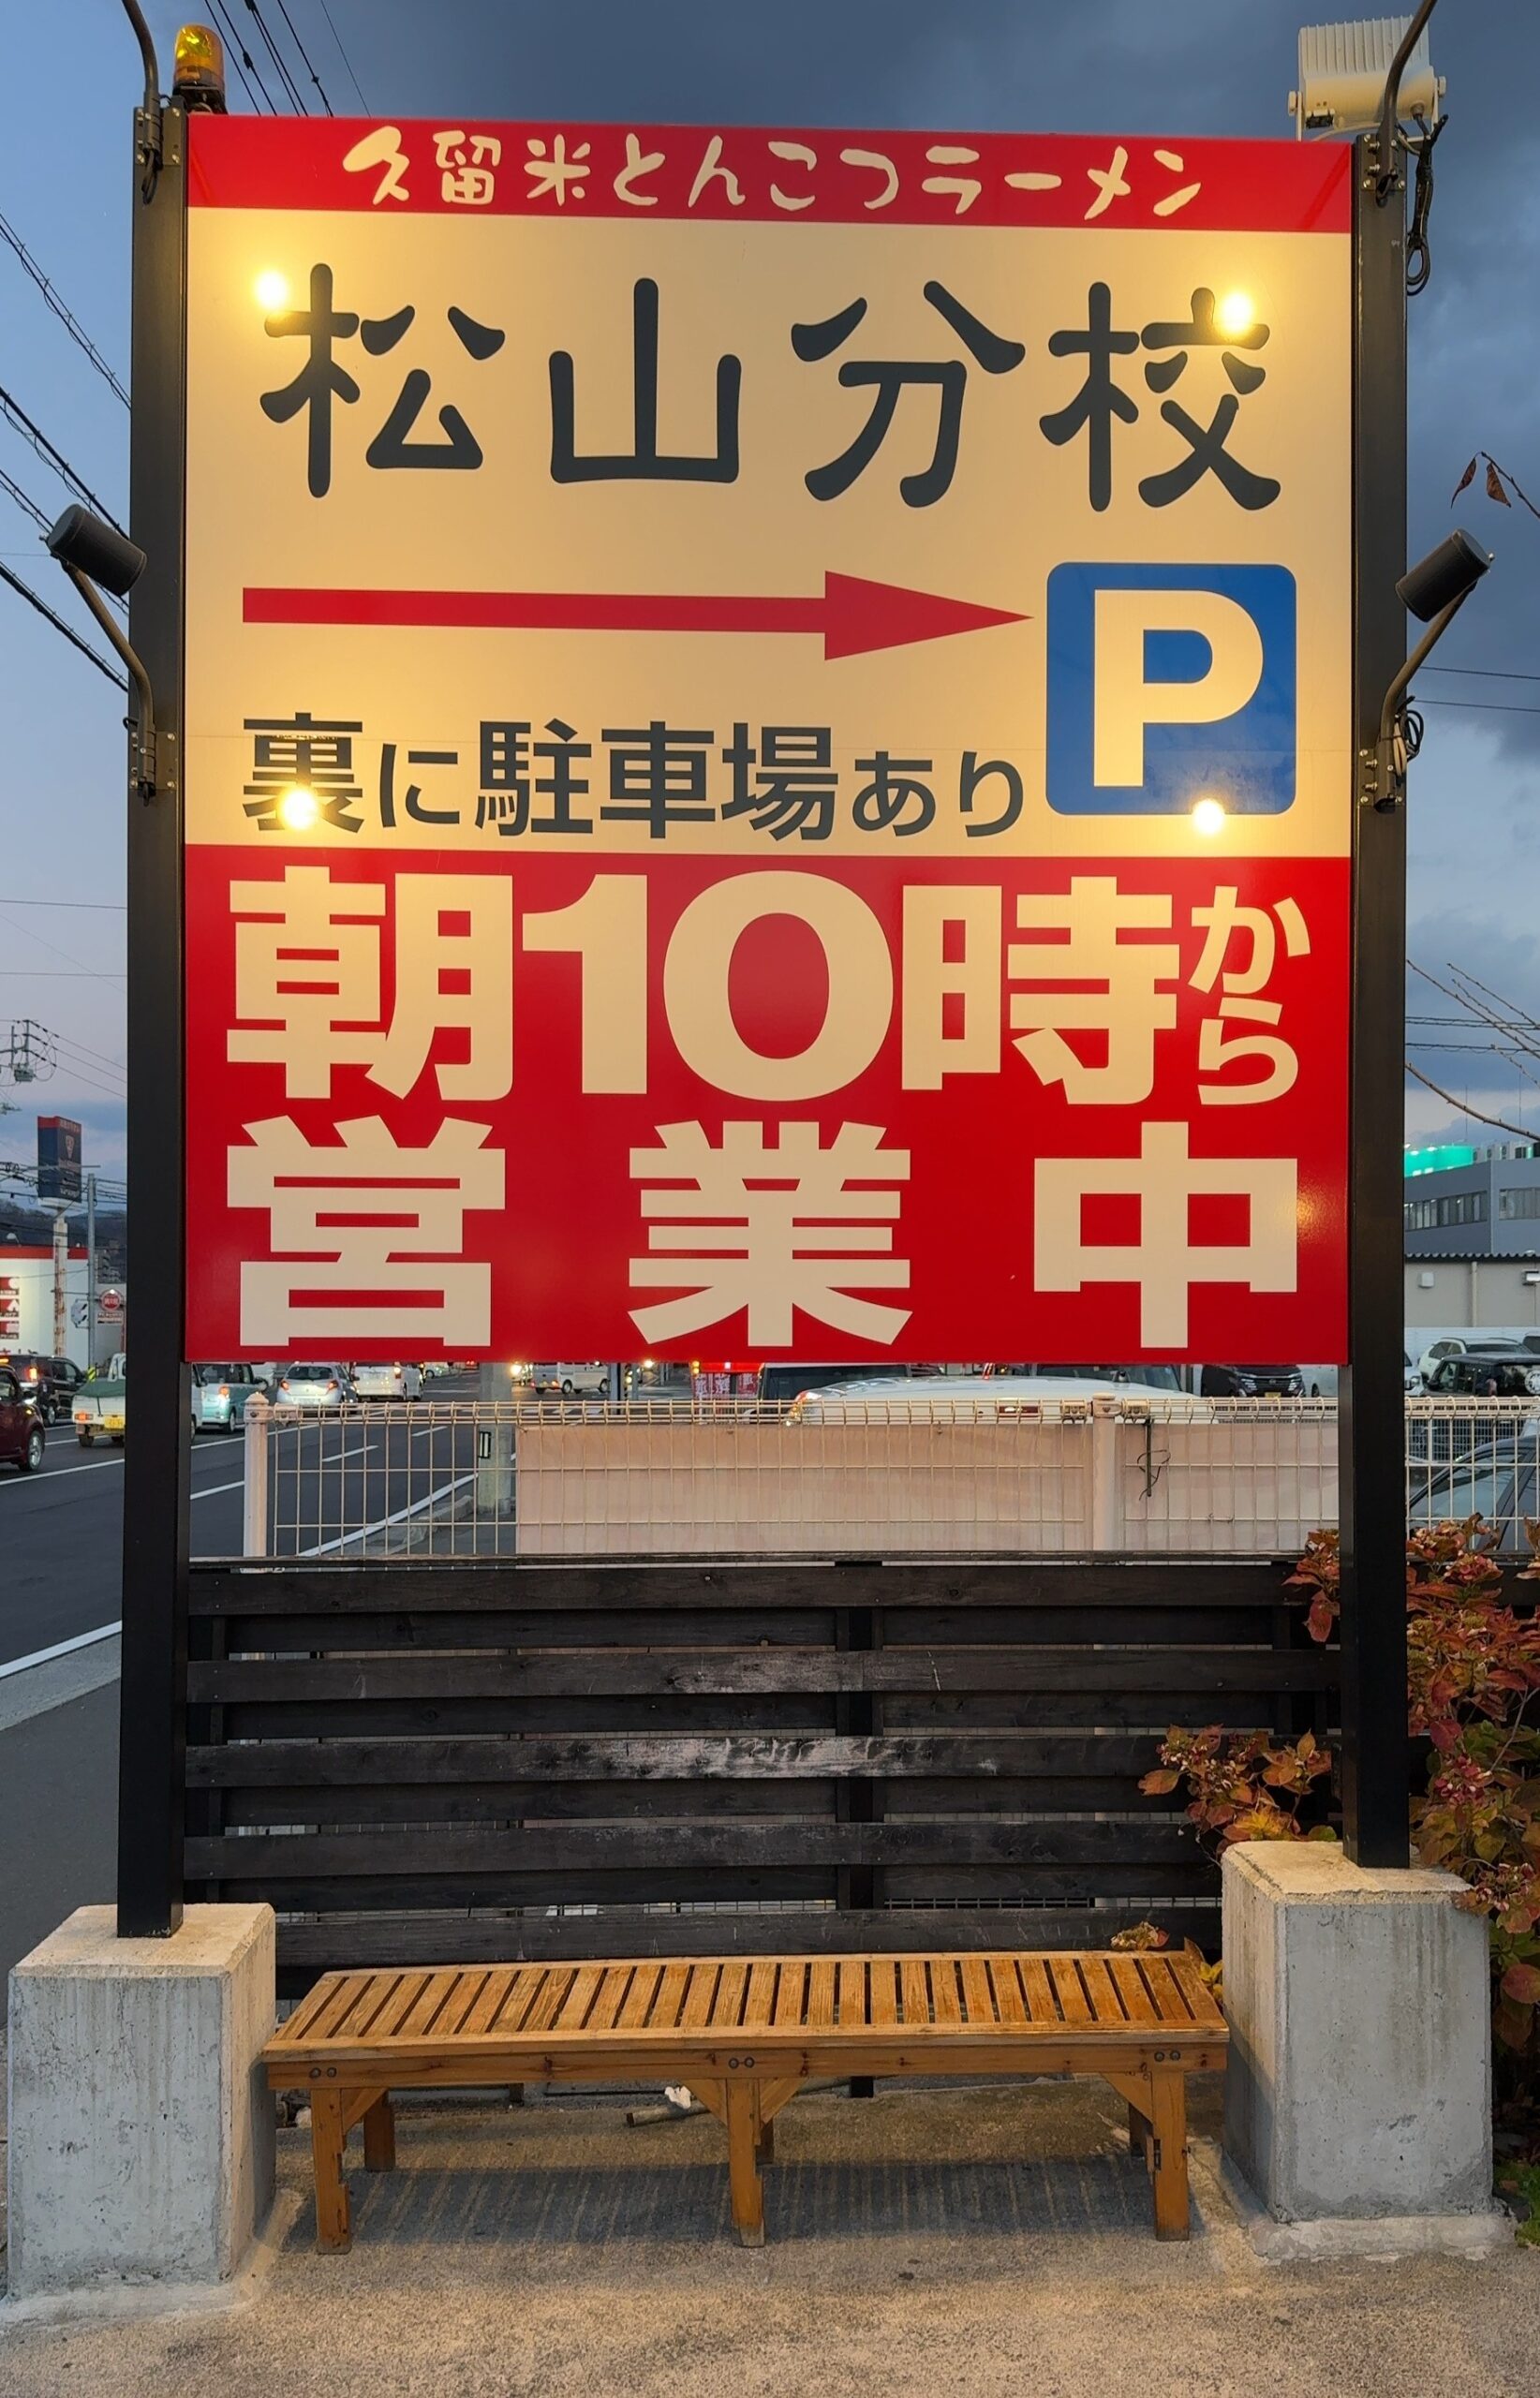 久留米とんこつラーメン
松山分校
P
裏に駐車場あり
朝10時から
営業中